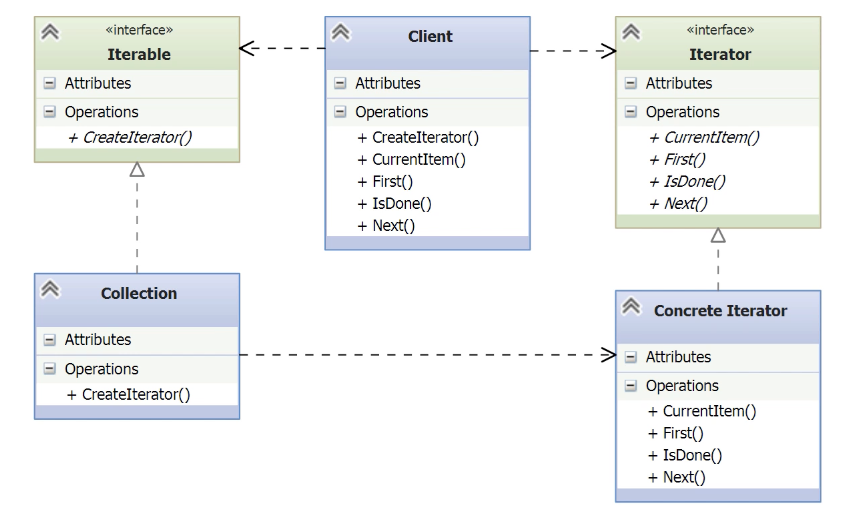 «interface»
Iterable
Attributes
Operations
+ CreateIterator()
Client
Attributes
Operations
+ CreateIterator()
+ CurrentItem()
+ First()
+ IsDone()
+ Next()
«interface»
Iterator
Attributes
Operations
+ CurrentItem()
+ First()
+ IsDone()
+ Next()
Collection
Attributes
Operations
+ CreateIterator()
Concrete Iterator
Attributes
Operations
+ CurrentItem()
+ First()
+ IsDone()
+ Next()